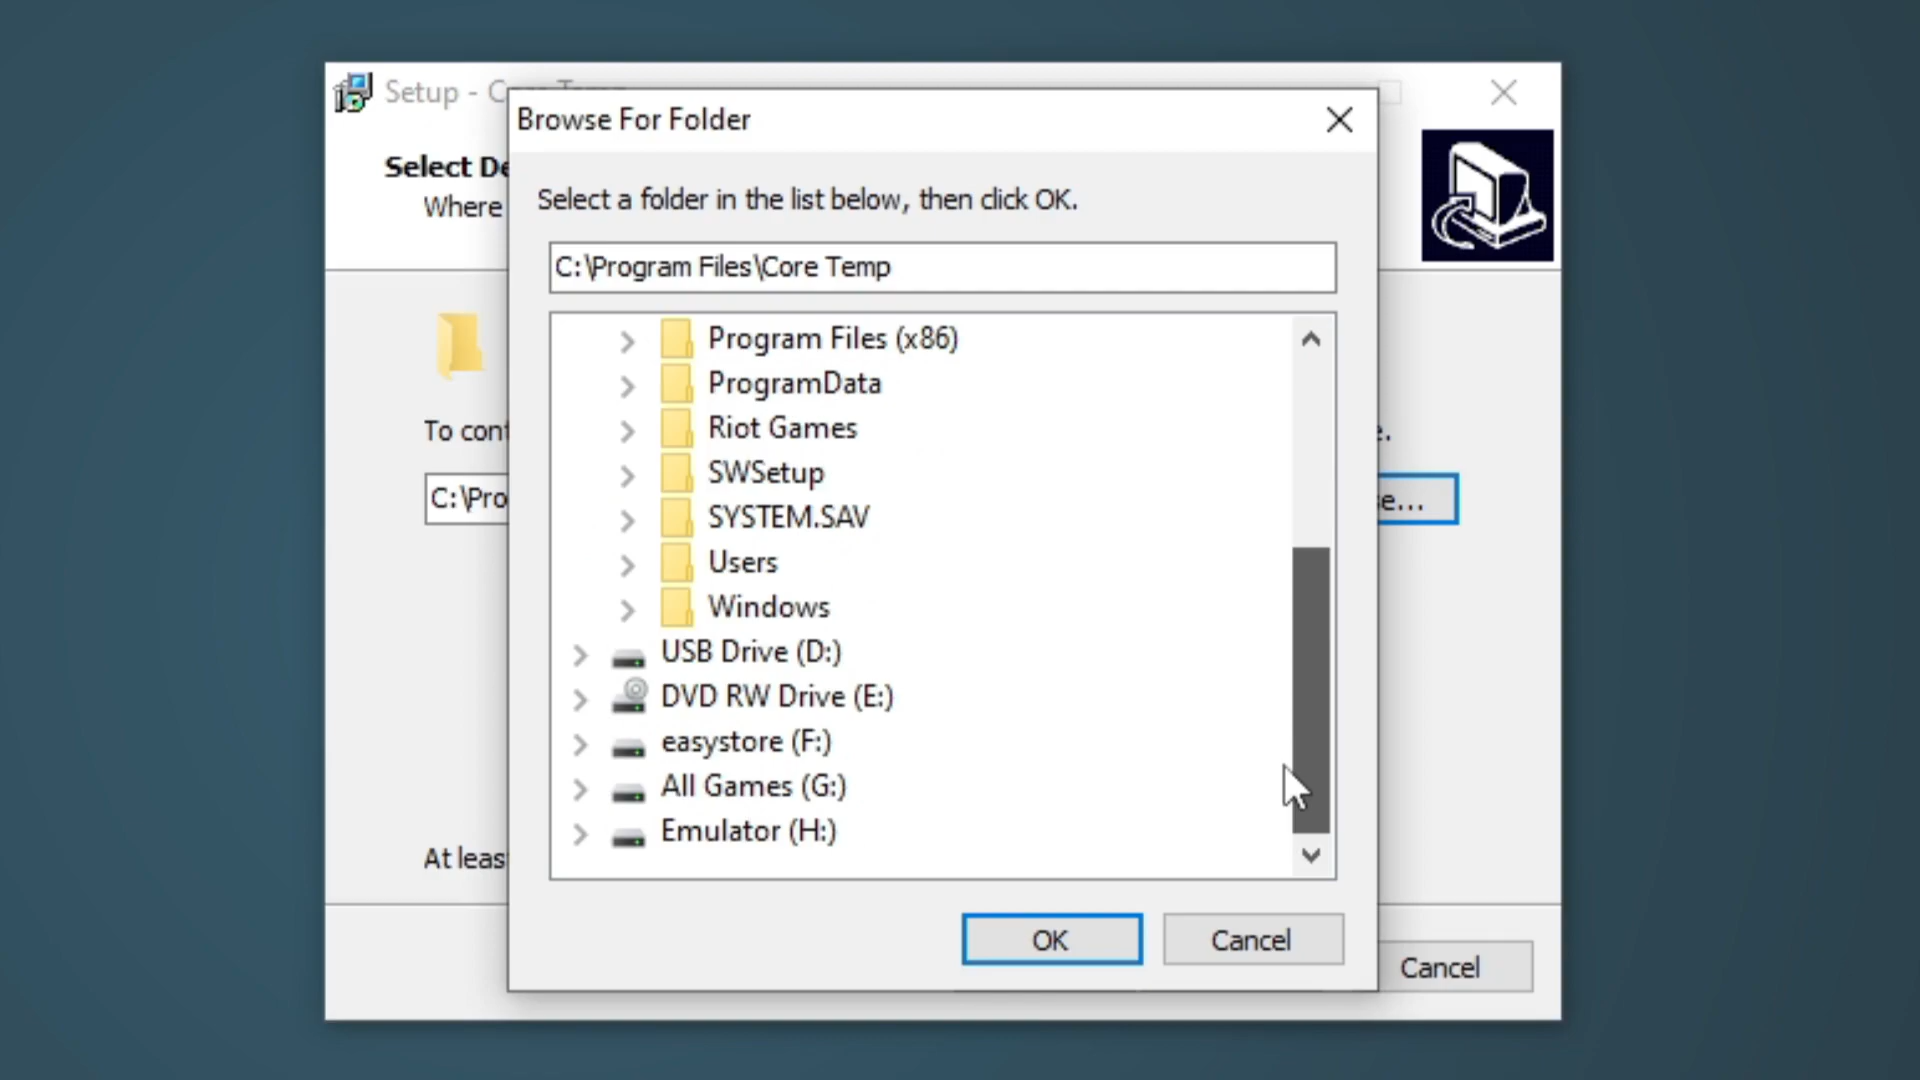 Setup - C
Browse For Folder
Select De
Where
Select a folder in the list below, then click OK.
C:\Program Files\Core Temp
Program Files (x86)
ProgramData
Riot Games
To cont
e.
SWSetup
C:\Pro
se...
SYSTEM.SAV
Users
Windows
USB Drive (D:)
DVD RW Drive (E:)
easystore (F:)
All Games (G:)
Emulator (H:)
At leas
OK
Cancel
Cancel